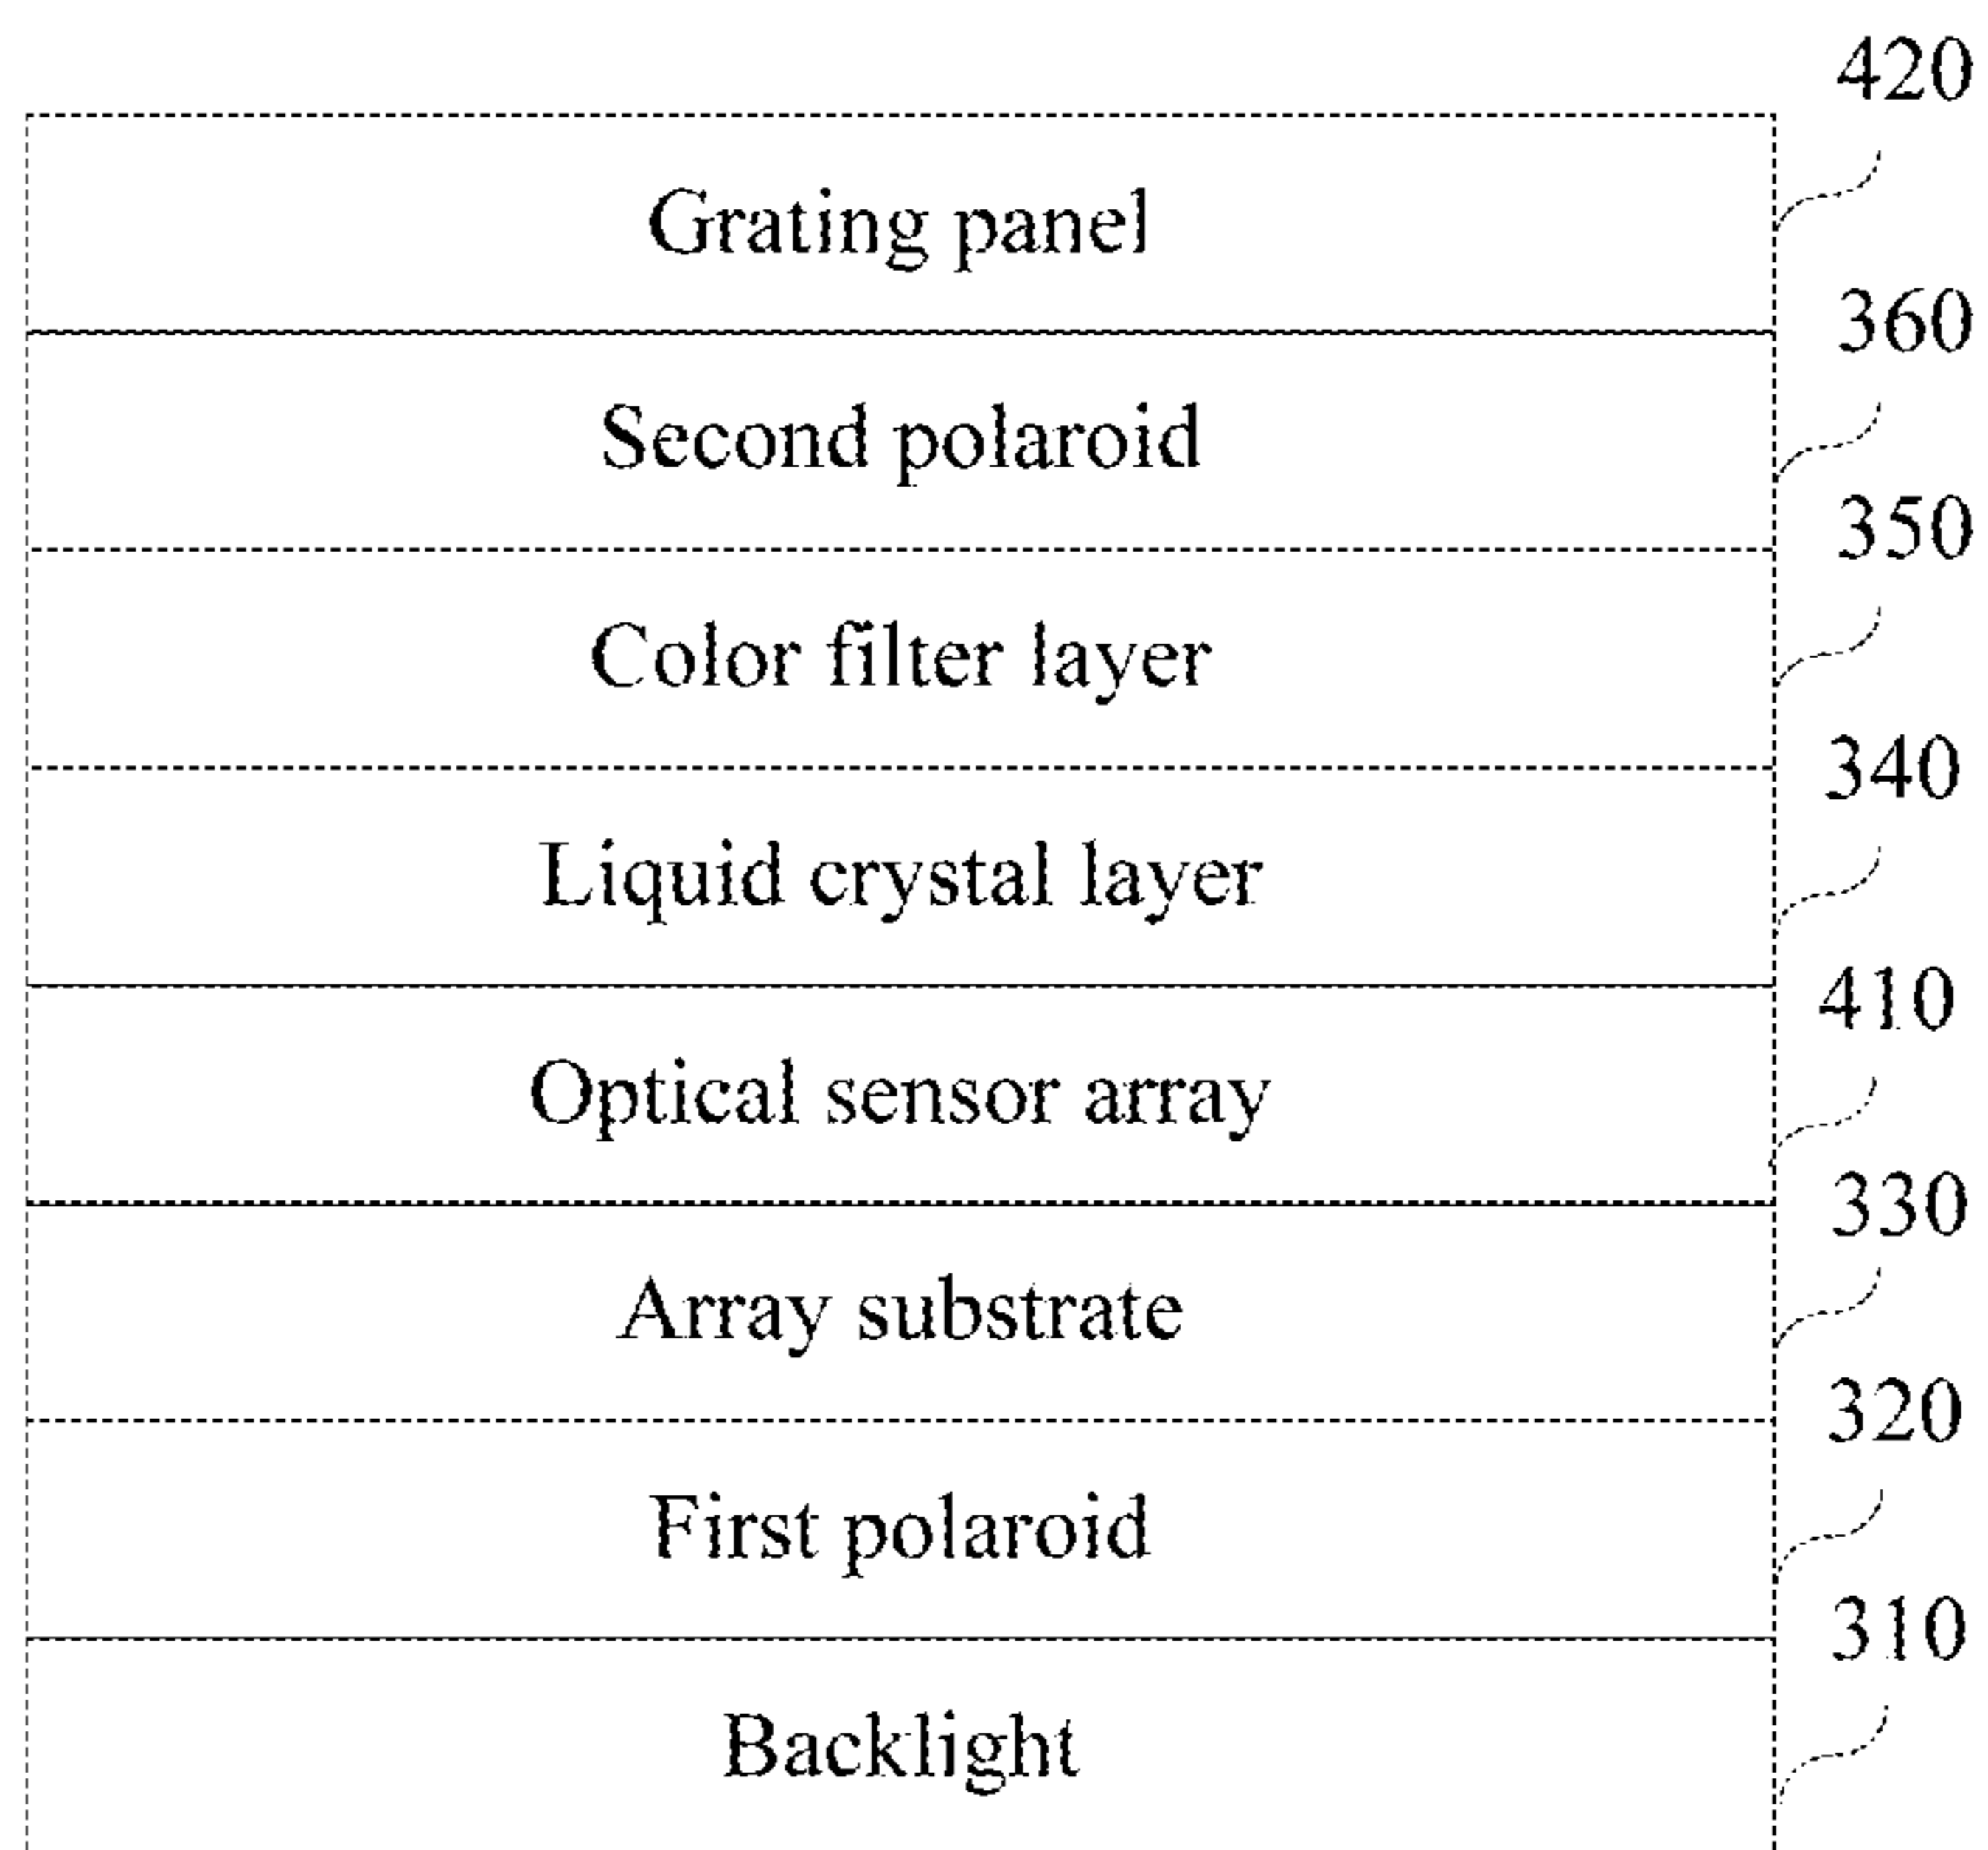 420
Grating panel
360
Second polaroid
350
Color filter layer
340
Liquid crystal layer
410
Optical sensor array
330
Array substrate
320
First polaroid
310
Backlight